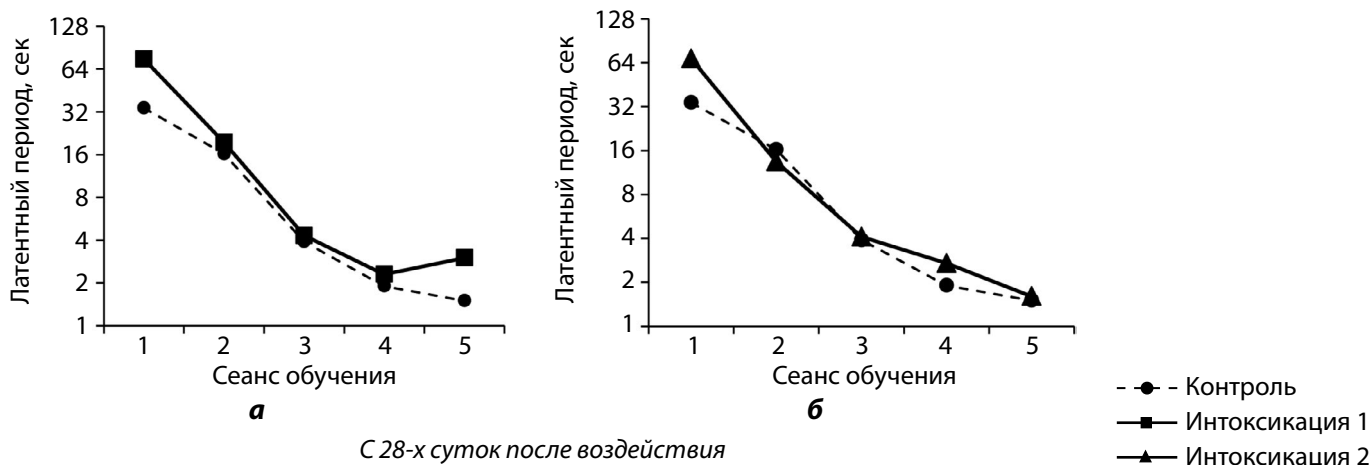 Латентный период, сек
128
64
32
16
8
4
2
1
1 2 3 4 5
Сеанс обучения
а
Латентный период, сек
128
64
32
16
8
4
2
1
1 2 3 4 5
Сеанс обучения
б
Контроль
Интоксикация 1
Интоксикация 2
С 28-х суток после воздействия